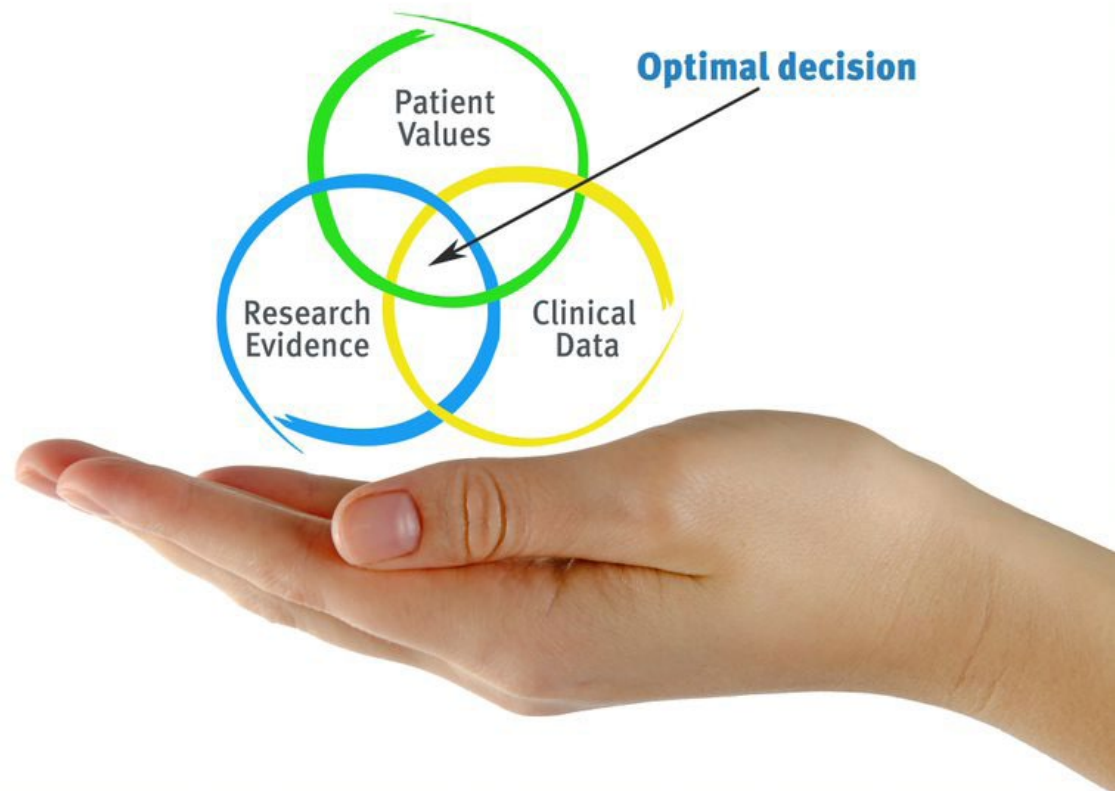 Optimal decision
Patient
Values
Research
Evidence
Clinical
Data